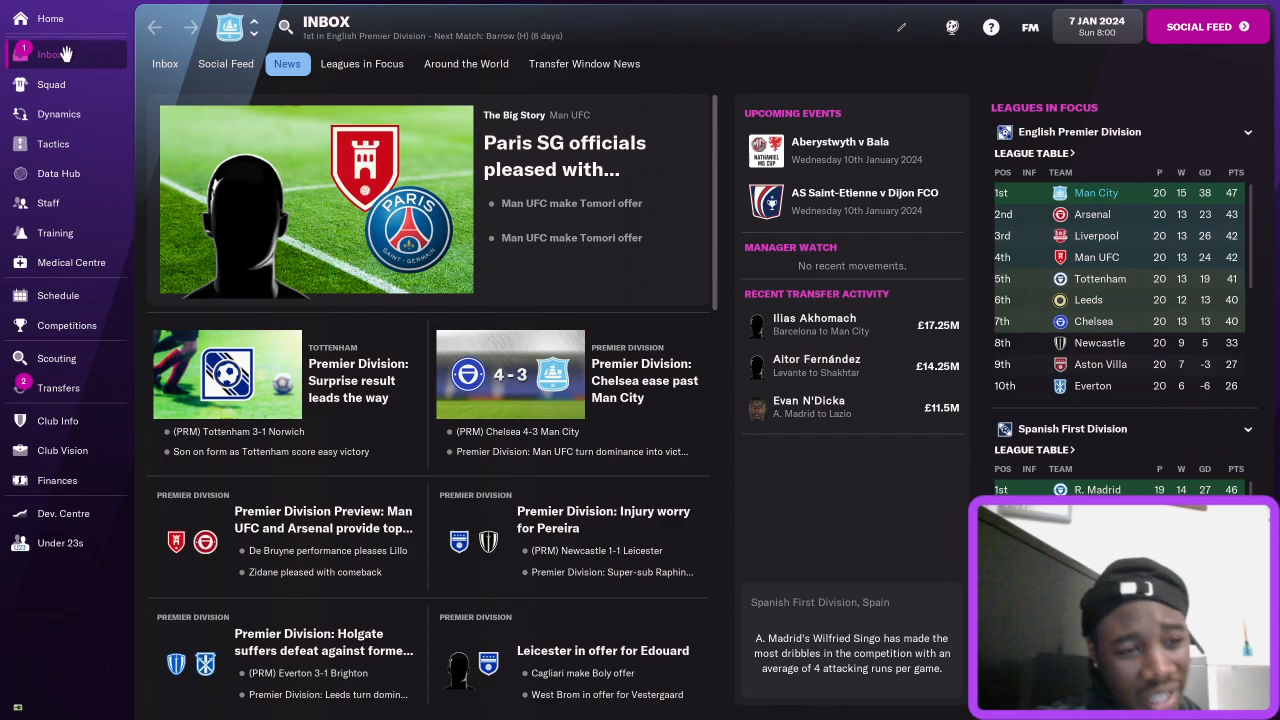 Home
INBOX
1st in English Premier Division - Next Match: Barrow (H) (6 days)
FM
7 JAN 2024
Sun 8:00
SOCIAL FEED
1
Inbox
Squad
Dynamics
Tactics
Data Hub
Staff
Training
Medical Centre
Schedule
Competitions
Scouting
2
Transfers
Club Info
Club Vision
Finances
Dev. Centre
U23
Under 23s
Inbox
Social Feed
News
Leagues in Focus
Around the World
Transfer Window News
PARIS
SAINT-GERMAIN
The Big Story Man UFC
Paris SG officials
pleased with...
Man UFC make Tomori offer
Man UFC make Tomori offer
TOTTENHAM
Premier Division:
Surprise result
leads the way
(PRM) Tottenham 3-1 Norwich
Son on form as Tottenham score easy victory
4 - 3
PREMIER DIVISION
Premier Division:
Chelsea ease past
Man City
(PRM) Chelsea 4-3 Man City
Premier Division: Man UFC turn dominance into vict...
PREMIER DIVISION
Premier Division Preview: Man
UFC and Arsenal provide top...
De Bruyne performance pleases Lillo
Zidane pleased with comeback
PREMIER DIVISION
Premier Division: Injury worry
for Pereira
(PRM) Newcastle 1-1 Leicester
Premier Division: Super-sub Raphin...
PREMIER DIVISION
Premier Division: Holgate
suffers defeat against forme...
(PRM) Everton 3-1 Brighton
Premier Division: Leeds turn domin...
PREMIER DIVISION
Leicester in offer for Edouard
Cagliari make Boly offer
West Brom in offer for Vestergaard
UPCOMING EVENTS
NATHANIEL
MG CUP
Aberystwyth v Bala
Wednesday 10th January 2024
AS Saint-Etienne v Dijon FCO
Wednesday 10th January 2024
MANAGER WATCH
No recent movements.
RECENT TRANSFER ACTIVITY
Ilias Akhomach
Barcelona to Man City
£17.25M
Aitor Fernández
Levante to Shakhtar
£14.25M
Evan N'Dicka
A. Madrid to Lazio
£11.5M
Spanish First Division, Spain
A. Madrid's Wilfried Singo has made the
most dribbles in the competition with an
average of 4 attacking runs per game.
LEAGUES IN FOCUS
English Premier Division
LEAGUE TABLE
POS INF TEAM P W GD PTS
1st Man City 20 15 38 47
2nd Arsenal 20 13 23 43
3rd Liverpool 20 13 26 42
4th Man UFC 20 13 24 42
5th Tottenham 20 13 19 41
6th Leeds 20 12 13 40
7th Chelsea 20 13 13 40
8th Newcastle 20 9 5 33
9th Aston Villa 20 7 -3 27
10th Everton 20 6 -6 26
Spanish First Division
LEAGUE TABLE
POS INF TEAM P W GD PTS
1st R. Madrid 19 14 27 46